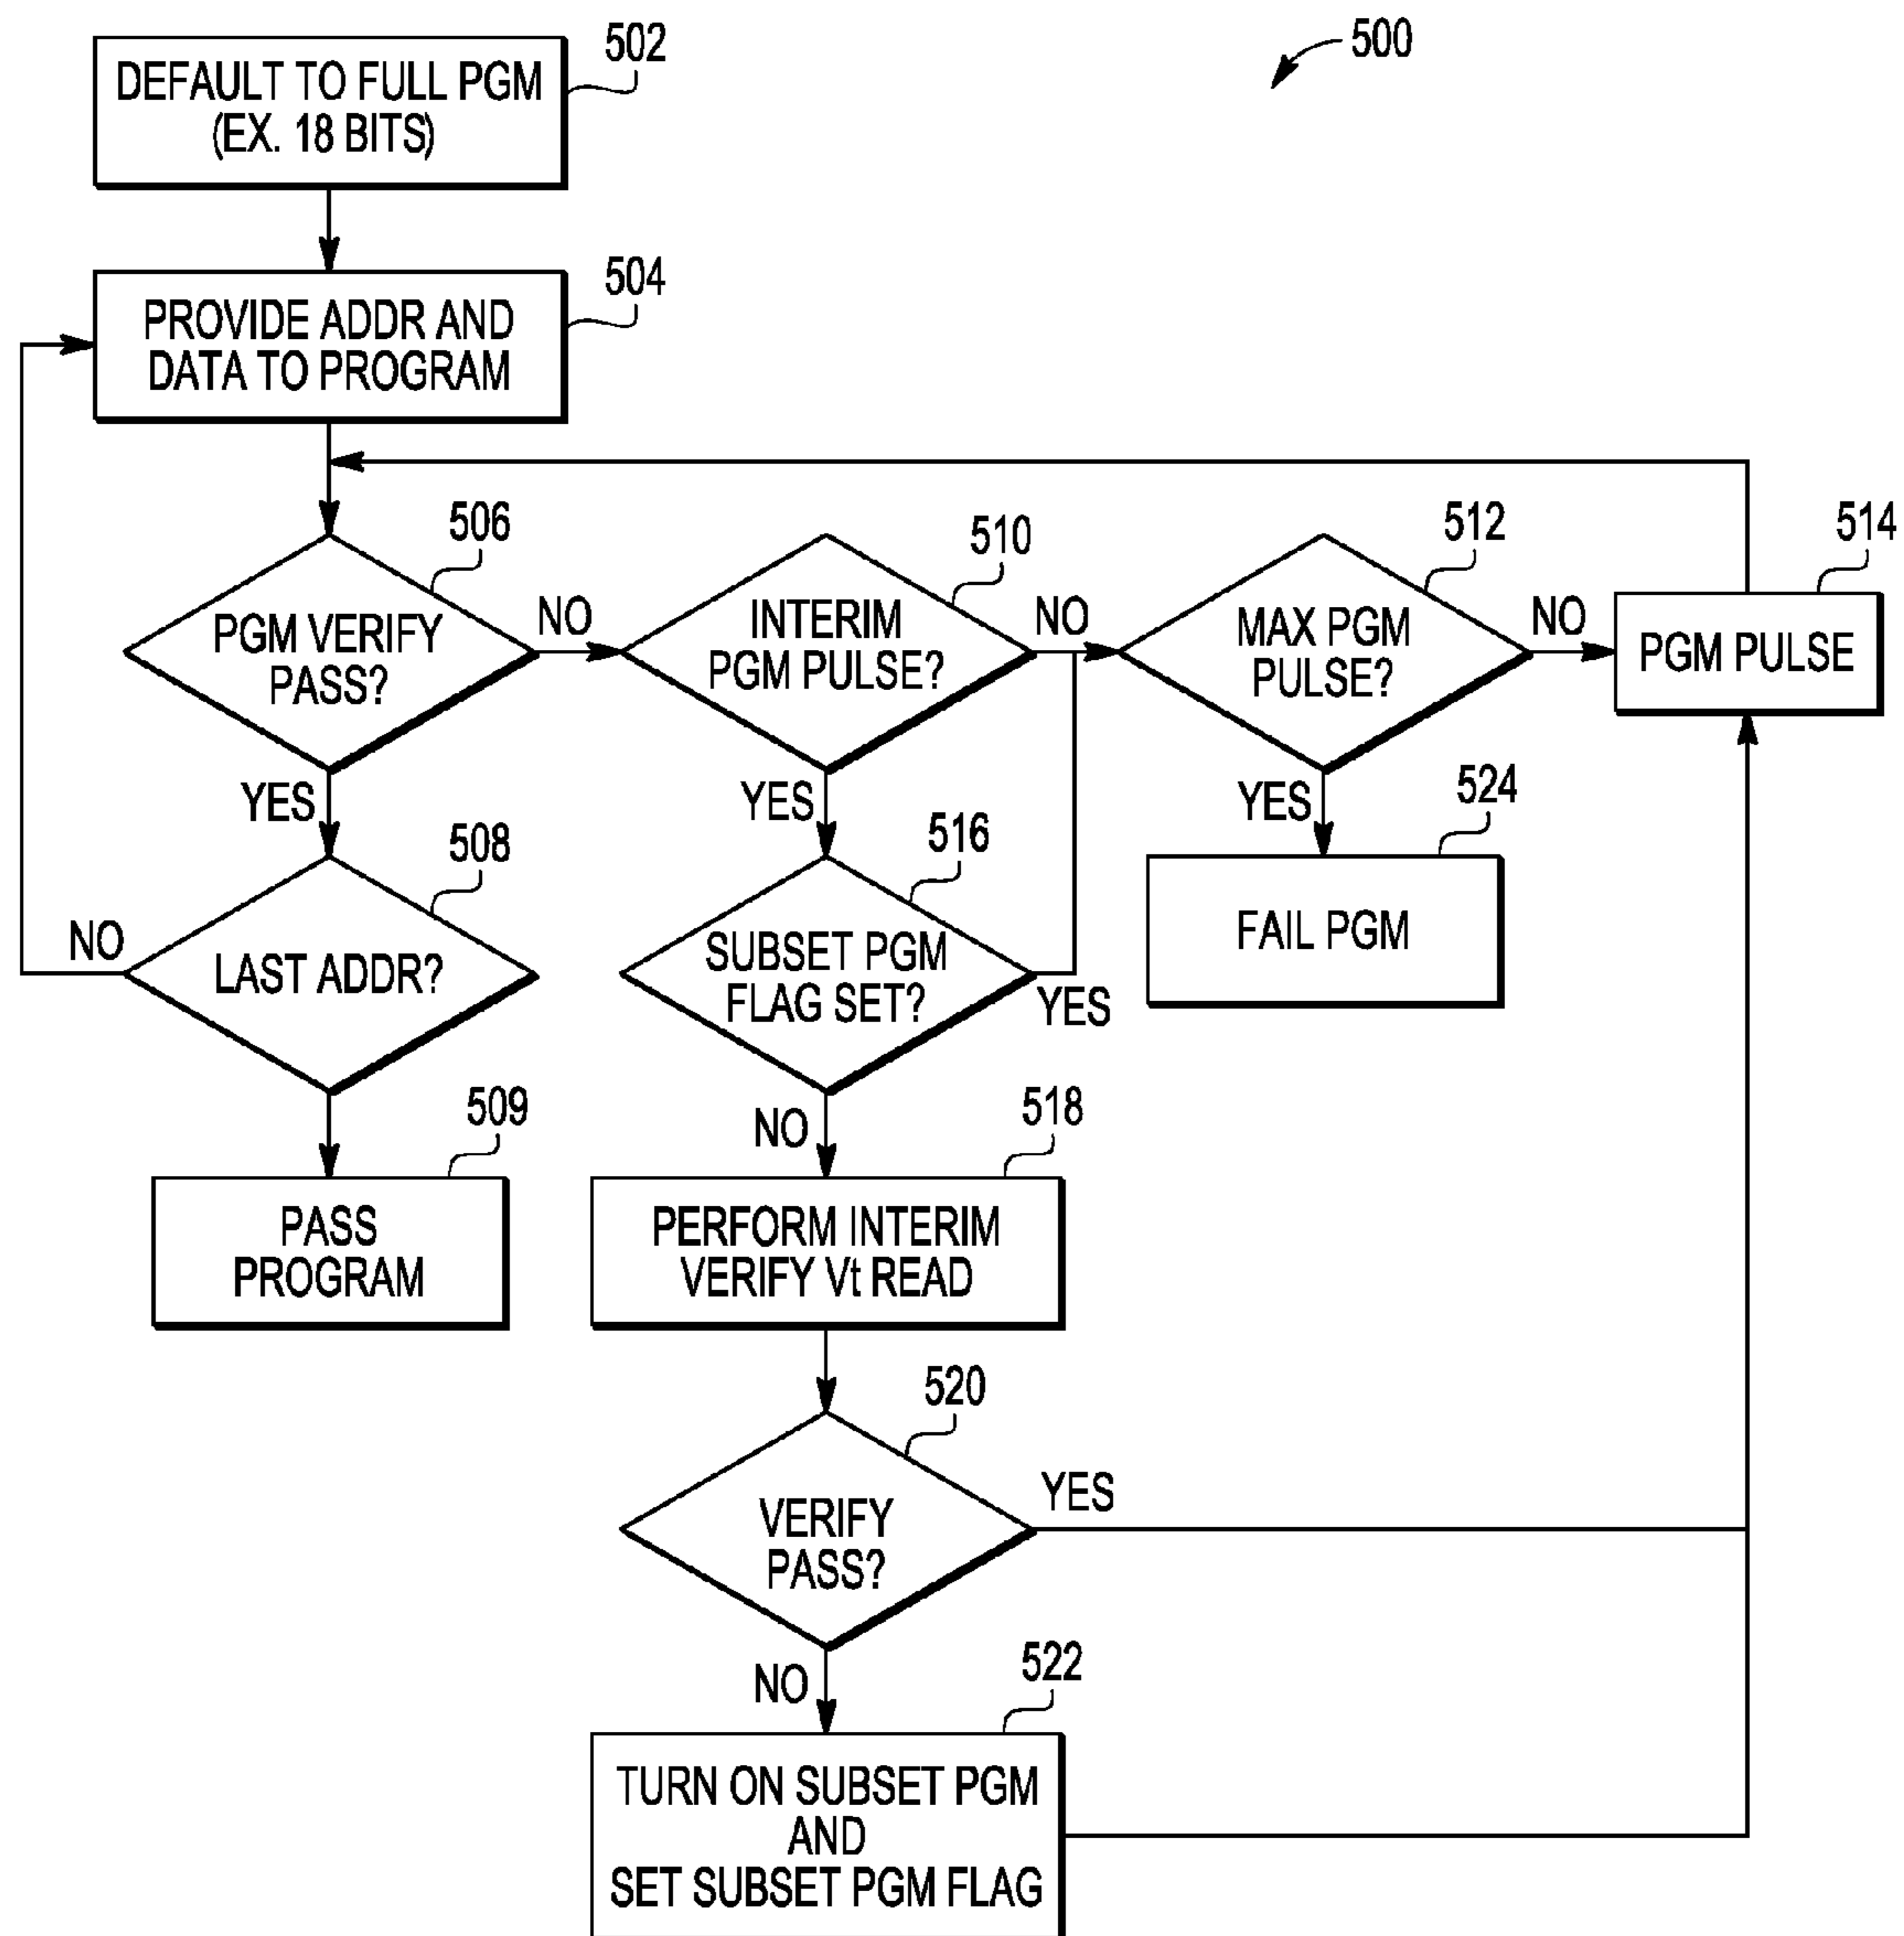 500
502
DEFAULT TO FULL PGM
(EX. 18 BITS)
504
PROVIDE ADDR AND
DATA TO PROGRAM
506
PGM VERIFY
PASS?
NO
YES
510
INTERIM
PGM PULSE?
NO
YES
512
MAX PGM
PULSE?
NO
YES
514
PGM PULSE
508
LAST ADDR?
NO
516
SUBSET PGM
FLAG SET?
YES
NO
524
FAIL PGM
509
PASS
PROGRAM
518
PERFORM INTERIM
VERIFY Vt READ
520
VERIFY
PASS?
YES
NO
522
TURN ON SUBSET PGM
AND
SET SUBSET PGM FLAG